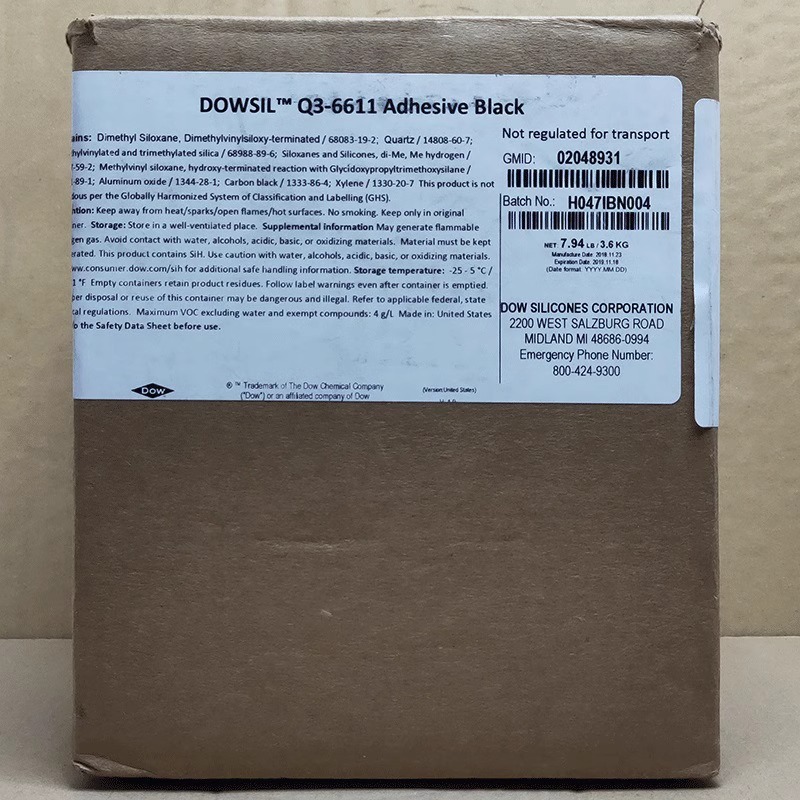 DOWSIL™ Q3-6611 Adhesive Black
ains: Dimethyl Siloxane, Dimethylvinylsiloxy-terminated / 68083-19-2; Quartz / 14808-60-7;
hylvinylated and trimethylated silica / 68988-89-6; Siloxanes and Silicones, di-Me, Me hydrogen /
-59-2; Methylvinyl siloxane, hydroxy-terminated reaction with Glycidoxypropyltrimethoxysilane /
-89-1; Aluminum oxide / 1344-28-1; Carbon black / 1333-86-4; Xylene / 1330-20-7 This product is not
ous per the Globally Harmonized System of Classification and Labelling (GHS).
ntion: Keep away from heat/sparks/open flames/hot surfaces. No smoking. Keep only in original
ner. Storage: Store in a well-ventilated place. Supplemental information May generate flammable
gen gas. Avoid contact with water, alcohols, acidic, basic, or oxidizing materials. Material must be kept
erated. This product contains SiH. Use caution with water, alcohols, acidic, basic, or oxidizing materials.
ww.consumer.dow.com/sih for additional safe handling information. Storage temperature: -25 - 5 °C /
1 °F Empty containers retain product residues. Follow label warnings even after container is emptied.
er disposal or reuse of this container may be dangerous and illegal. Refer to applicable federal, state
cal regulations. Maximum VOC excluding water and exempt compounds: 4 g/L Made in: United States
o the Safety Data Sheet before use.
Dow
® ™ Trademark of The Dow Chemical Company
("Dow") or an affiliated company of Dow
(Version:United States)
Not regulated for transport
GMID: 02048931
Batch No.: H047IBN004
NET 7.94 LB / 3.6 KG
Manufacture Date 2018.11.23
Expiration Date 2019.11.18
(Date format: YYYY.MM.DD)
DOW SILICONES CORPORATION
2200 WEST SALZBURG ROAD
MIDLAND MI 48686-0994
Emergency Phone Number:
800-424-9300